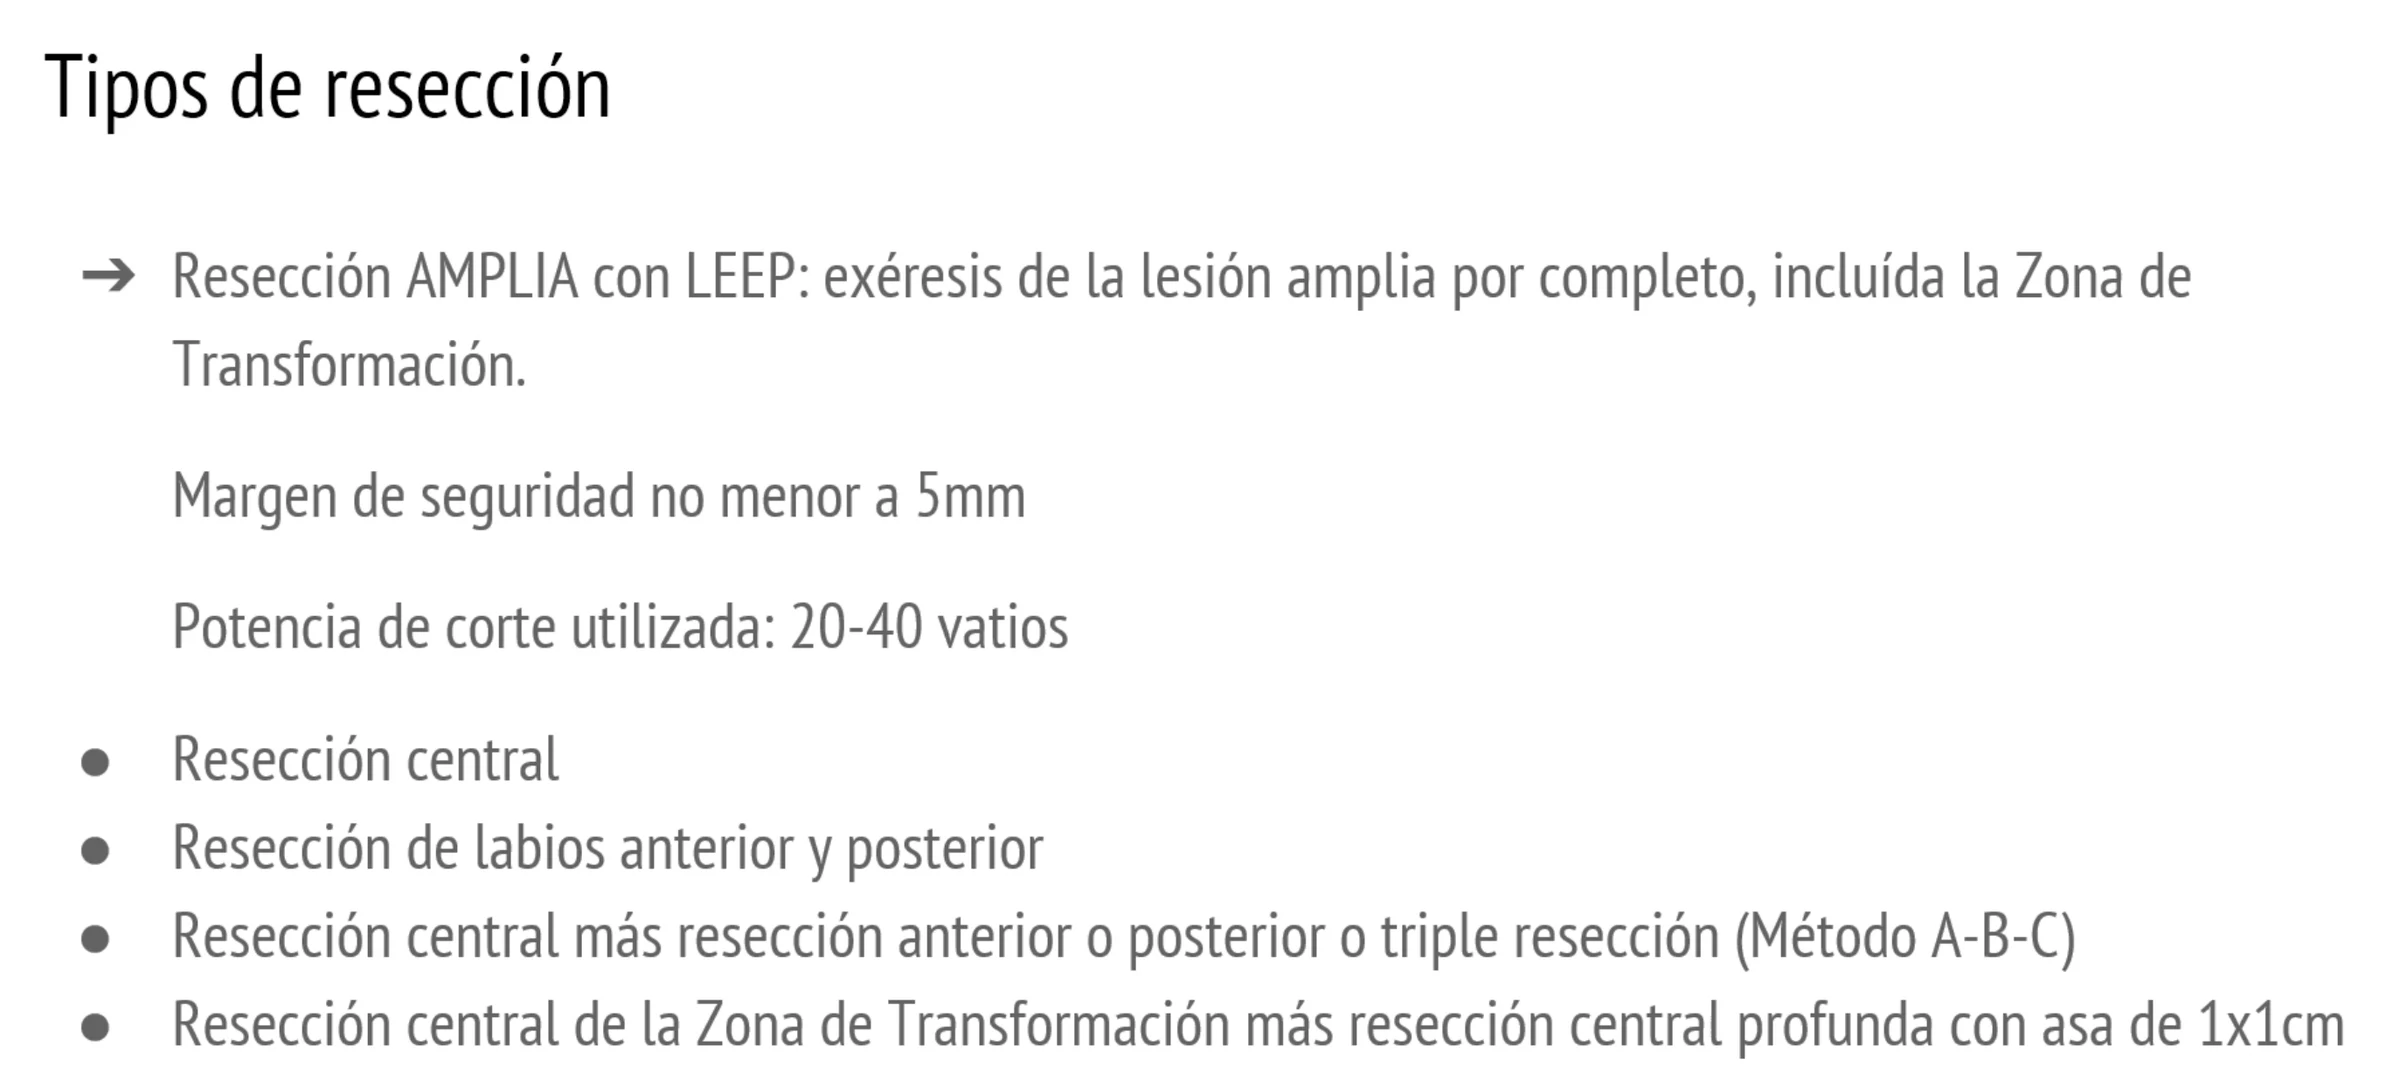 Tipos de resección
➔ Resección AMPLIA con LEEP: exéresis de la lesión amplia por completo, incluída la Zona de
Transformación.
Margen de seguridad no menor a 5mm
Potencia de corte utilizada: 20-40 vatios
● Resección central
● Resección de labios anterior y posterior
● Resección central más resección anterior o posterior o triple resección (Método A-B-C)
● Resección central de la Zona de Transformación más resección central profunda con asa de 1x1cm